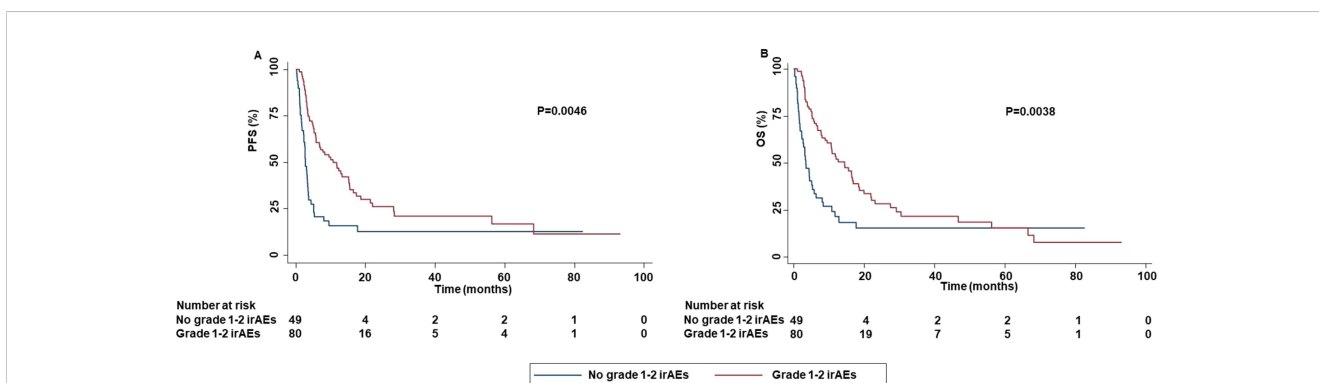 A
P=0.0046
PFS (%)
100
75
50
25
0
0 20 40 60 80 100
Time (months)
Number at risk
No grade 1-2 irAEs 49 4 2 2 1 0
Grade 1-2 irAEs 80 16 5 4 1 0
B
P=0.0038
OS (%)
100
75
50
25
0
0 20 40 60 80 100
Time (months)
Number at risk
No grade 1-2 irAEs 49 4 2 2 1 0
Grade 1-2 irAEs 80 19 7 5 1 0
No grade 1-2 irAEs Grade 1-2 irAEs